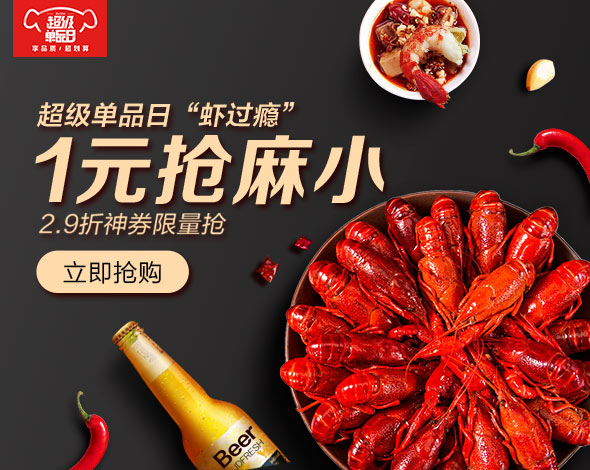 超级
单品日
享品质/超划算
超级单品日“虾过瘾”
1元抢麻小
2.9折神券限量抢
立即抢购
Beer